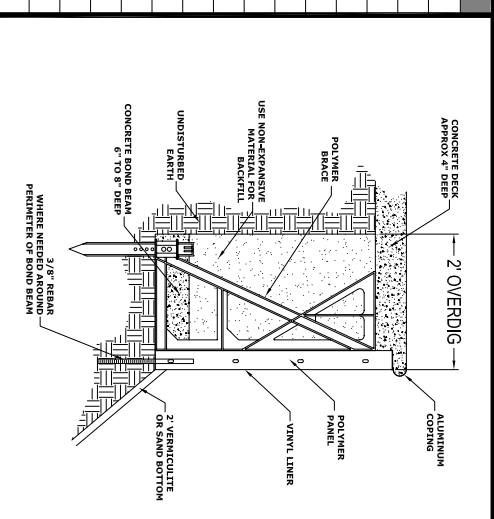 CONCRETE DECK
APPROX 4" DEEP
2' OVERDIG
ALUMINUM
COPING
POLYMER
BRACE
POLYMER
PANEL
USE NON-EXPANSIVE
MATERIAL FOR
BACKFILL
VINYL LINER
UNDISTURBED
EARTH
CONCRETE BOND BEAM
6" TO 8" DEEP
2' VERMICULITE
OR SAND BOTTOM
3/8" REBAR
WHERE NEEDED AROUND
PERIMETER OF BOND BEAM